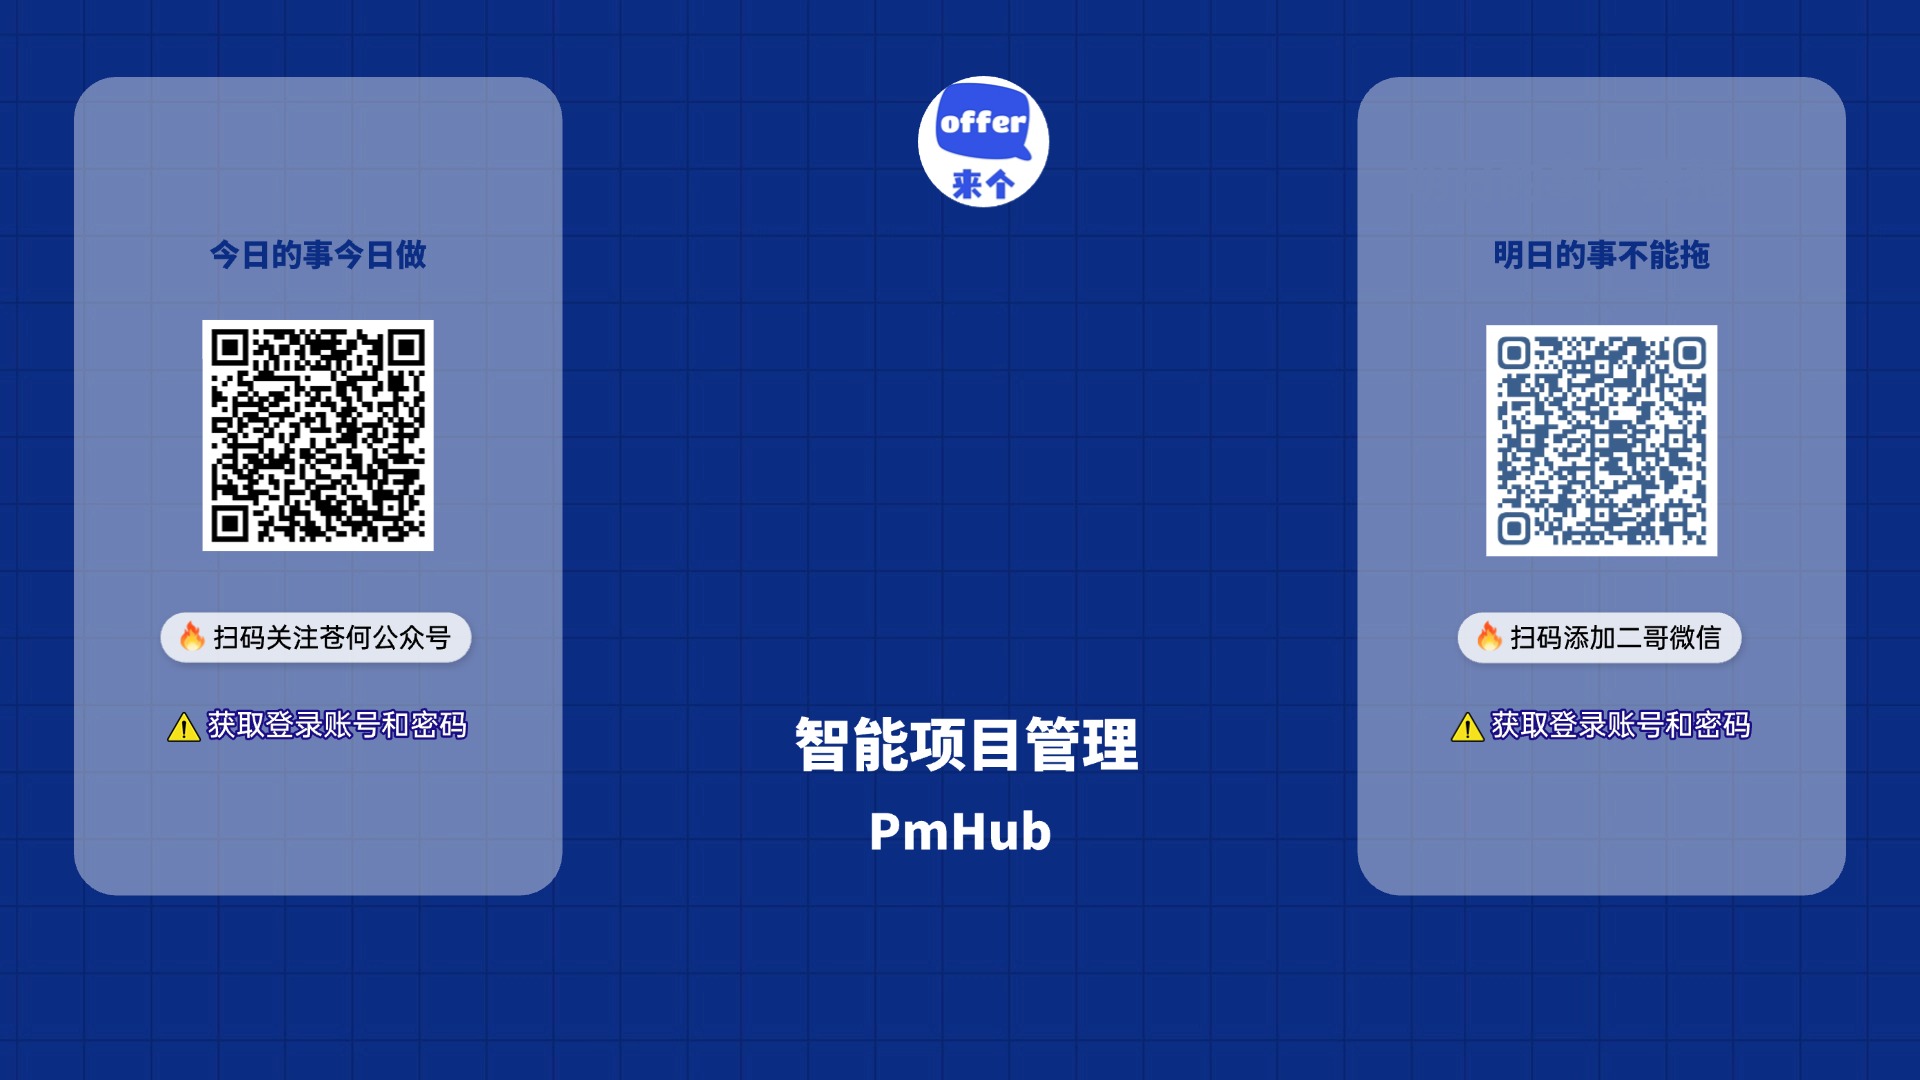 offer
来个
今日的事今日做
扫码关注苍何公众号
获取登录账号和密码
智能项目管理
PmHub
明日的事不能拖
扫码添加二哥微信
获取登录账号和密码